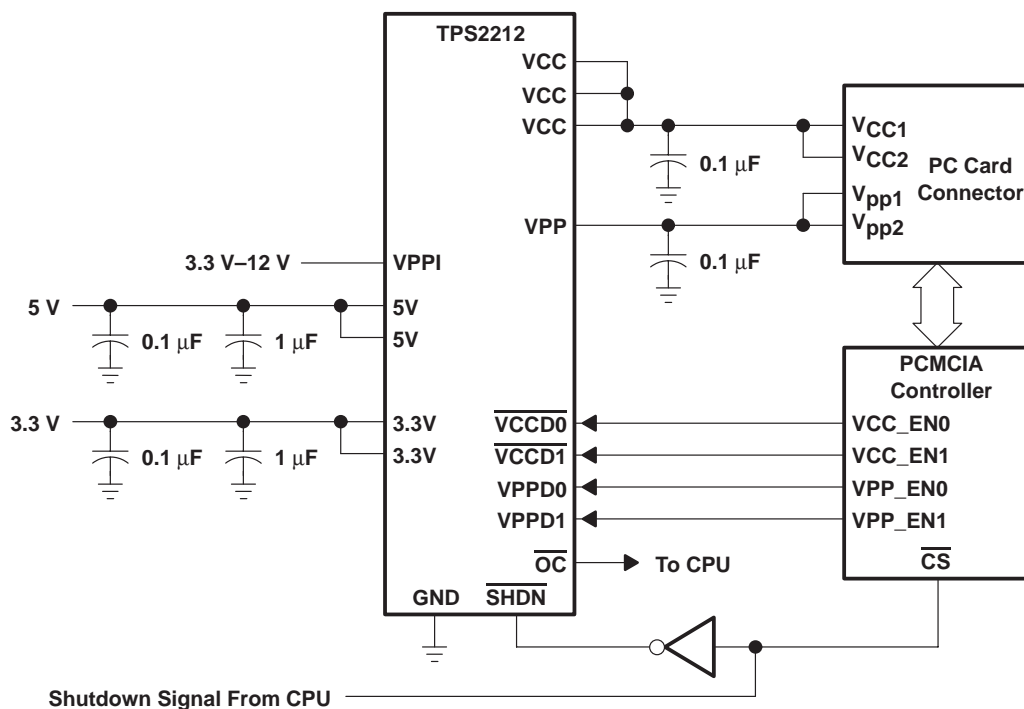 TPS2212
VCC
VCC
VCC
VPP
VPPI
5V
5V
3.3V
3.3V
VCCD0
VCCD1
VPPD0
VPPD1
OC
GND
SHDN
3.3 V–12 V
5 V
0.1 μF
1 μF
3.3 V
0.1 μF
1 μF
0.1 μF
0.1 μF
VCC1
VCC2
Vpp1
Vpp2
PC Card
Connector
PCMCIA
Controller
VCC_EN0
VCC_EN1
VPP_EN0
VPP_EN1
CS
To CPU
Shutdown Signal From CPU